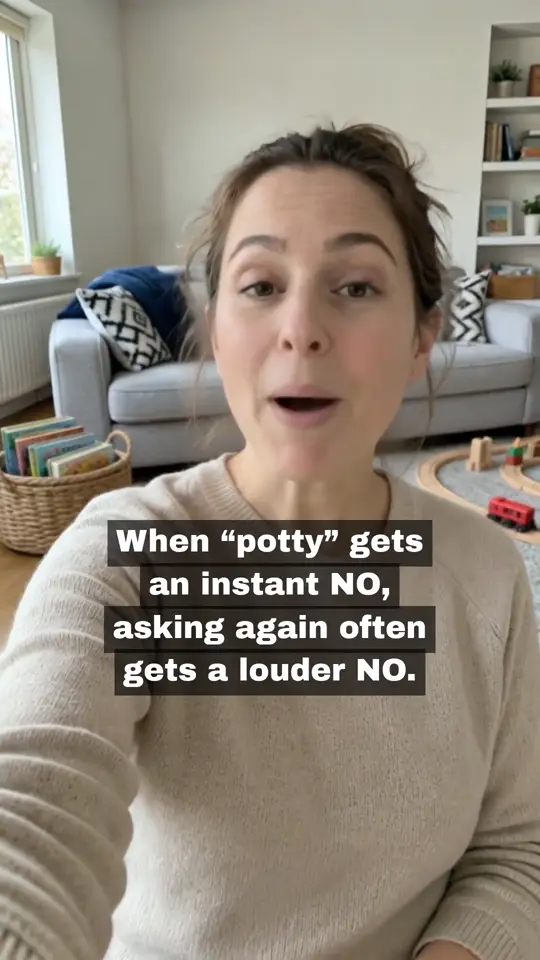 When “potty” gets
an instant NO,
asking again often
gets a louder NO.